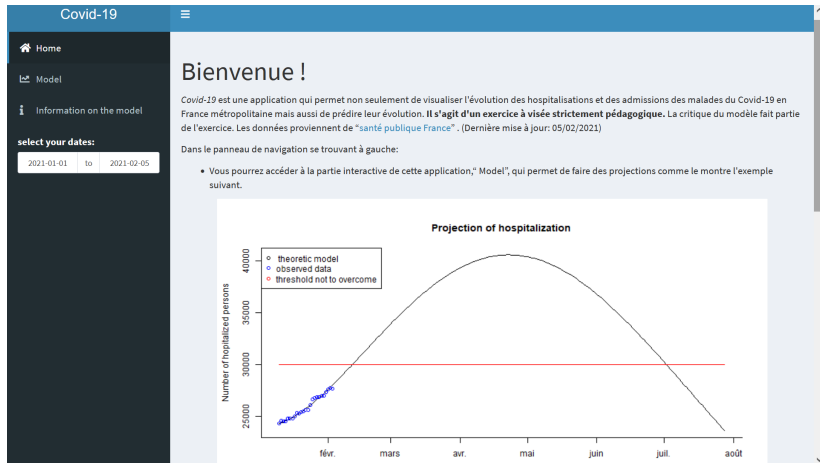 Covid-19
Home
Model
Information on the model
select your dates:
2021-01-01 to 2021-02-05
Bienvenue !
Covid-19 est une application qui permet non seulement de visualiser l'évolution des hospitalisations et des admissions des malades du Covid-19 en
France métropolitaine mais aussi de prédire leur évolution. Il s'agit d'un exercice à visée strictement pédagogique. La critique du modèle fait partie
de l'exercice. Les données proviennent de “santé publique France” . (Dernière mise à jour: 05/02/2021)
Dans le panneau de navigation se trouvant à gauche:
• Vous pourrez accéder à la partie interactive de cette application,“ Model”, qui permet de faire des projections comme le montre l'exemple
suivant.
Projection of hospitalization
theoretic model
observed data
threshold not to overcome
Number of hopitalized persons
40000
35000
30000
25000
févr. mars avr. mai juin juil. août